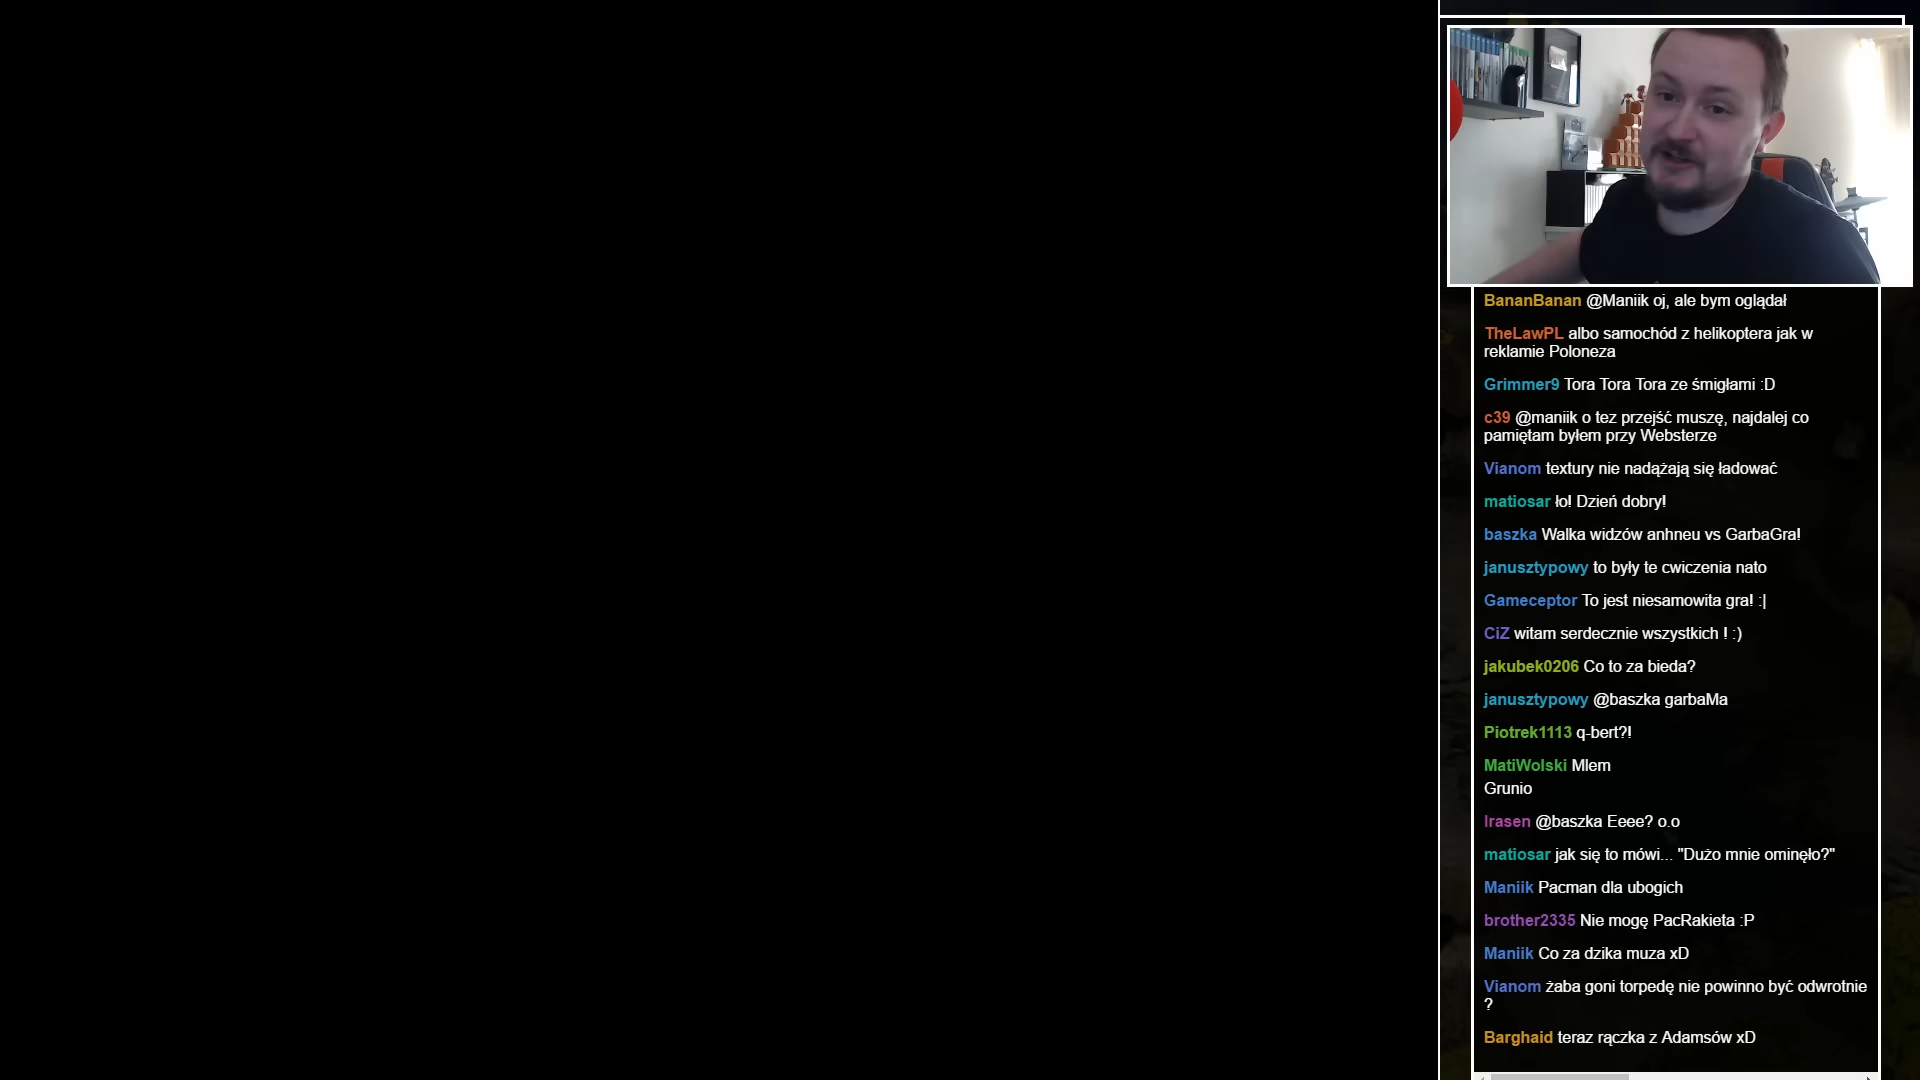 BananBanan @Maniik oj, ale bym oglądał
TheLawPL albo samochód z helikoptera jak w
reklamie Poloneza
Grimmer9 Tora Tora Tora ze śmigłami :D
c39 @maniik o tez przejść muszę, najdalej co
pamiętam byłem przy Websterze
Vianom textury nie nadążają się ładować
matiosar ło! Dzień dobry!
baszka Walka widzów anhneu vs GarbaGra!
janusztypowy to były te cwiczenia nato
Gameceptor To jest niesamowita gra! :|
CiZ witam serdecznie wszystkich ! :)
jakubek0206 Co to za bieda?
janusztypowy @baszka garbaMa
Piotrek1113 q-bert?!
MatiWolski Mlem
Grunio
Irasen @baszka Eeee? o.o
matiosar jak się to mówi... "Dużo mnie ominęło?"
Maniik Pacman dla ubogich
brother2335 Nie mogę PacRakieta :P
Maniik Co za dzika muza xD
Vianom żaba goni torpedę nie powinno być odwrotnie
?
Barghaid teraz rączka z Adamsów xD